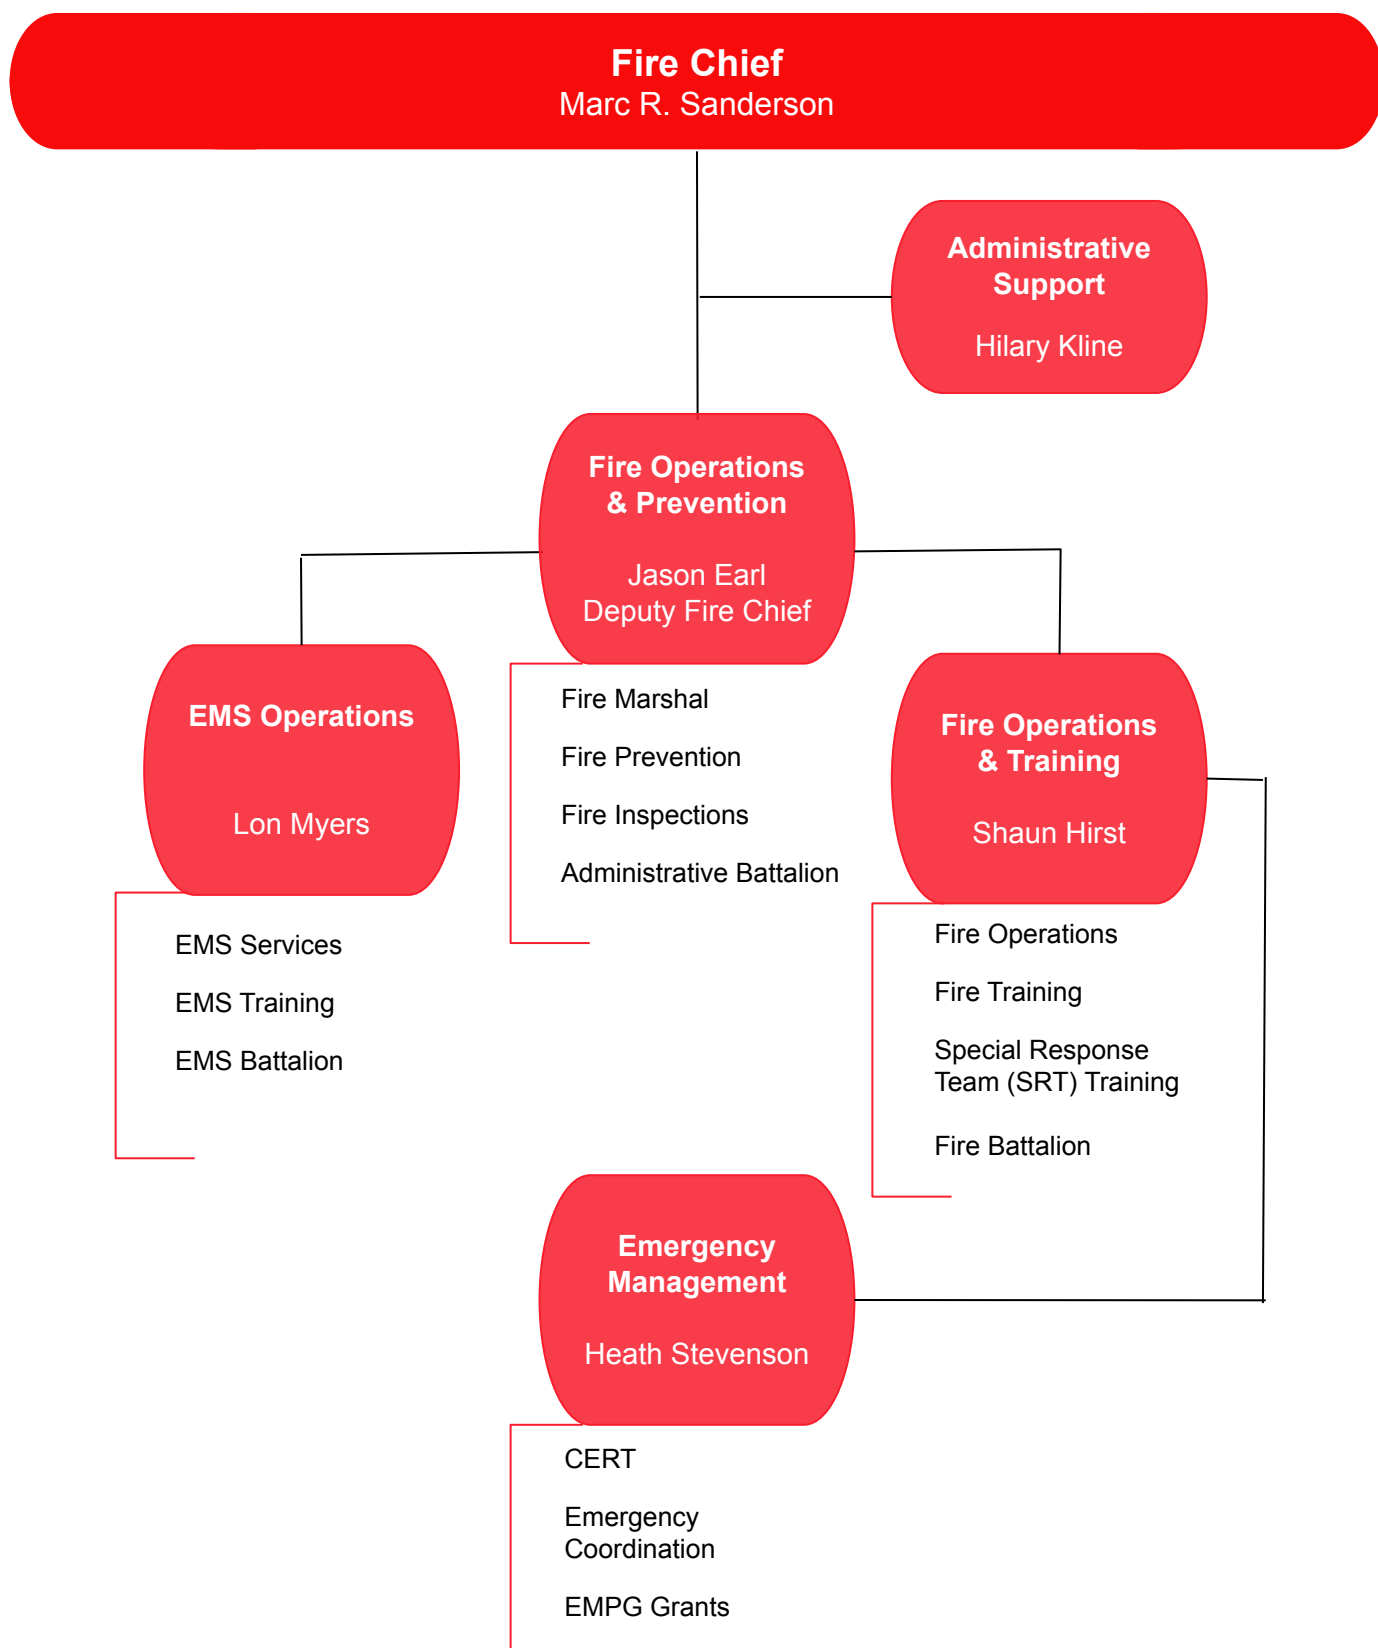 Fire Chief
Marc R. Sanderson
Administrative
Support
Hilary Kline
Fire Operations
& Prevention
Jason Earl
Deputy Fire Chief
Fire Marshal
Fire Prevention
Fire Inspections
Administrative Battalion
EMS Operations
Lon Myers
EMS Services
EMS Training
EMS Battalion
Fire Operations
& Training
Shaun Hirst
Fire Operations
Fire Training
Special Response
Team (SRT) Training
Fire Battalion
Emergency
Management
Heath Stevenson
CERT
Emergency
Coordination
EMPG Grants